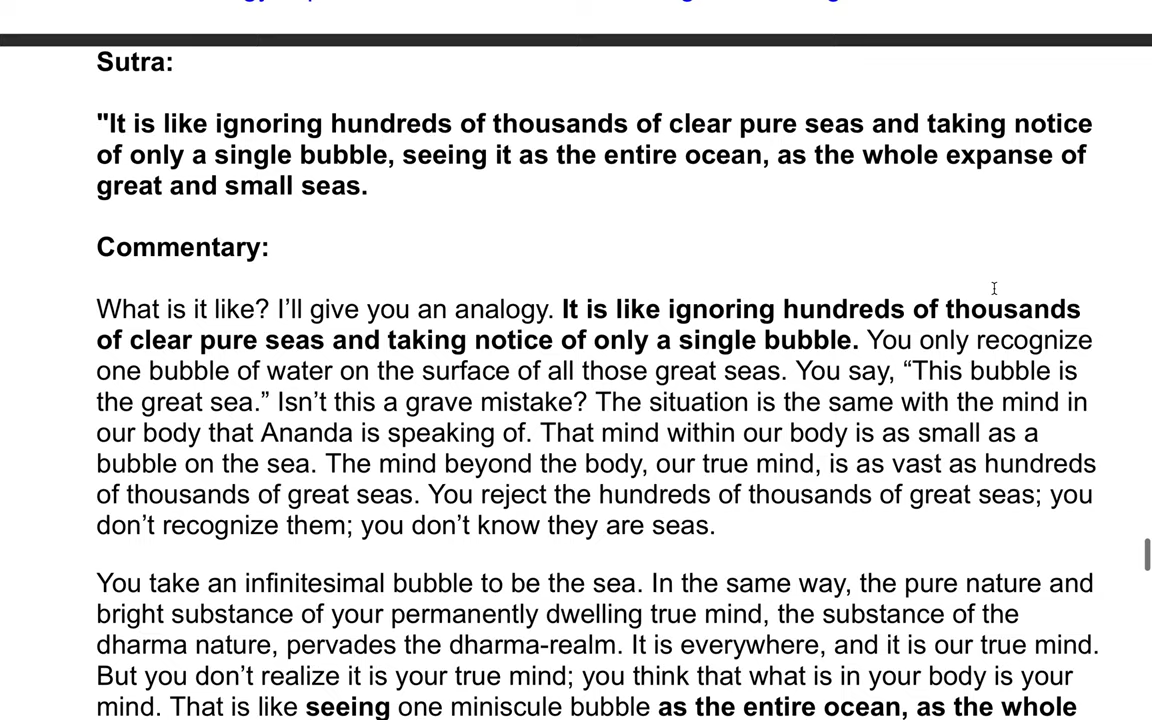 Sutra:
"It is like ignoring hundreds of thousands of clear pure seas and taking notice
of only a single bubble, seeing it as the entire ocean, as the whole expanse of
great and small seas.
Commentary:
What is it like? I’ll give you an analogy. It is like ignoring hundreds of thousands
of clear pure seas and taking notice of only a single bubble. You only recognize
one bubble of water on the surface of all those great seas. You say, “This bubble is
the great sea.” Isn’t this a grave mistake? The situation is the same with the mind in
our body that Ananda is speaking of. That mind within our body is as small as a
bubble on the sea. The mind beyond the body, our true mind, is as vast as hundreds
of thousands of great seas. You reject the hundreds of thousands of great seas; you
don’t recognize them; you don’t know they are seas.
You take an infinitesimal bubble to be the sea. In the same way, the pure nature and
bright substance of your permanently dwelling true mind, the substance of the
dharma nature, pervades the dharma-realm. It is everywhere, and it is our true mind.
But you don’t realize it is your true mind; you think that what is in your body is your
mind. That is like seeing one miniscule bubble as the entire ocean, as the whole